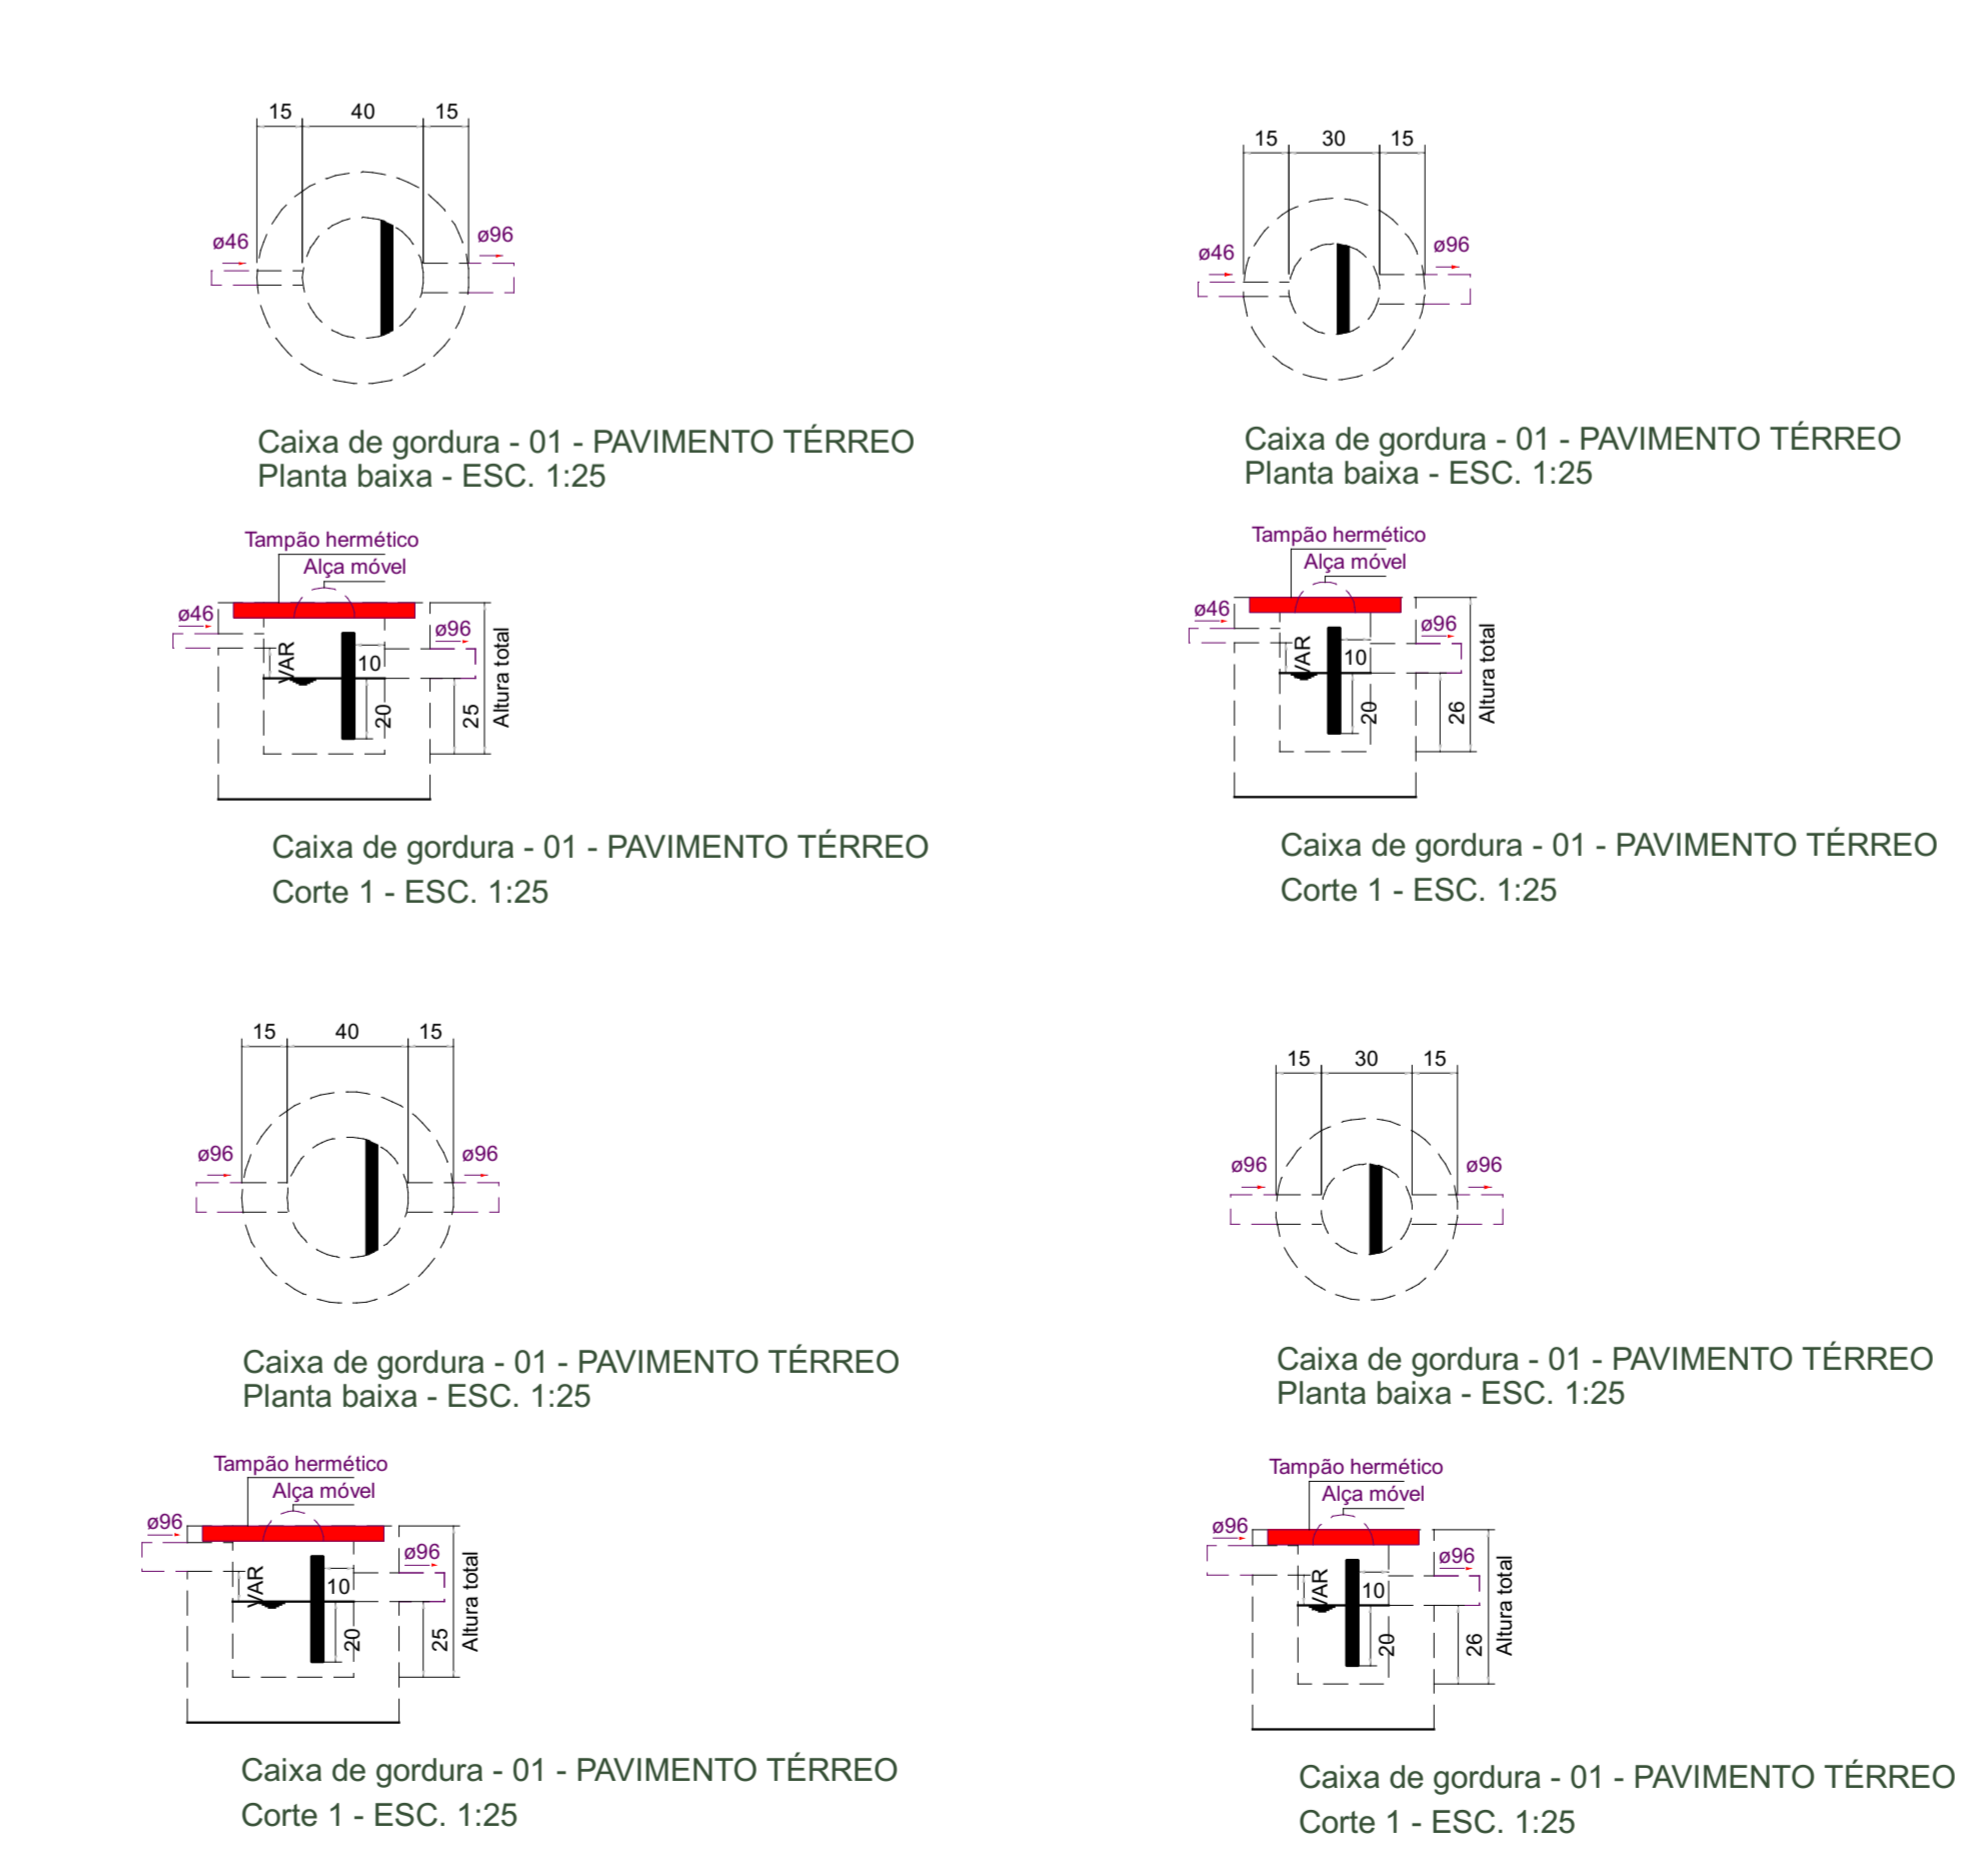 15 40 15
ø46
ø96
Caixa de gordura - 01 - PAVIMENTO TÉRREO
Planta baixa - ESC. 1:25
Tampão hermético
Alça móvel
ø46
ø96
VAR
10
20
25
Altura total
Caixa de gordura - 01 - PAVIMENTO TÉRREO
Corte 1 - ESC. 1:25
15 30 15
ø46
ø96
Caixa de gordura - 01 - PAVIMENTO TÉRREO
Planta baixa - ESC. 1:25
Tampão hermético
Alça móvel
ø46
ø96
VAR
10
20
26
Altura total
Caixa de gordura - 01 - PAVIMENTO TÉRREO
Corte 1 - ESC. 1:25
15 40 15
ø96
ø96
Caixa de gordura - 01 - PAVIMENTO TÉRREO
Planta baixa - ESC. 1:25
Tampão hermético
Alça móvel
ø96
ø96
VAR
10
20
25
Altura total
Caixa de gordura - 01 - PAVIMENTO TÉRREO
Corte 1 - ESC. 1:25
15 30 15
ø96
ø96
Caixa de gordura - 01 - PAVIMENTO TÉRREO
Planta baixa - ESC. 1:25
Tampão hermético
Alça móvel
ø96
ø96
VAR
10
20
26
Altura total
Caixa de gordura - 01 - PAVIMENTO TÉRREO
Corte 1 - ESC. 1:25